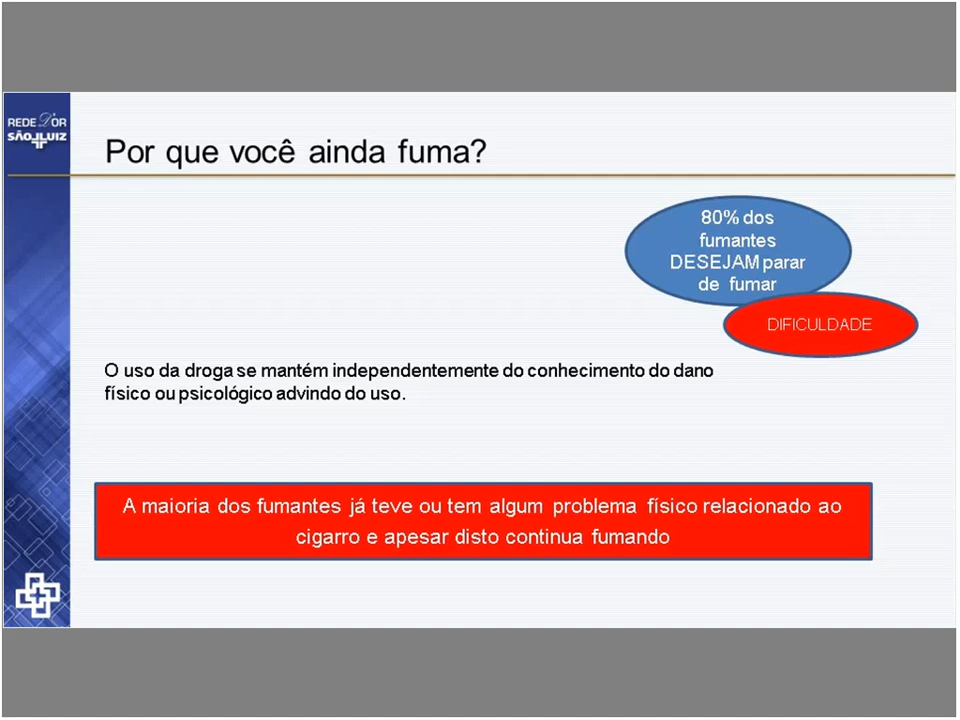 REDE D'OR
SÃO LUIZ
Por que você ainda fuma?
80% dos
fumantes
DESEJAM parar
de fumar
DIFICULDADE
O uso da droga se mantém independentemente do conhecimento do dano
físico ou psicológico advindo do uso.
A maioria dos fumantes já teve ou tem algum problema físico relacionado ao
cigarro e apesar disto continua fumando